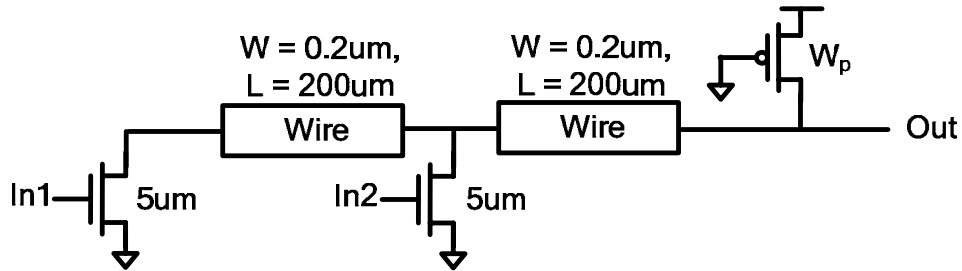 W = 0.2um,
L = 200um
W = 0.2um,
L = 200um
Wp
Wire
Wire
Out
In1
5um
In2
5um